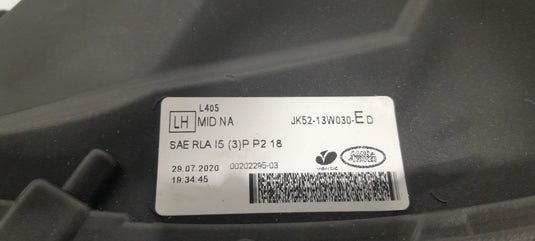 L405
LH MID NA JK52-13W030-E D
SAE RLA I5 (3)P P2 18
29.07.2020 00202295-03
19:34:45